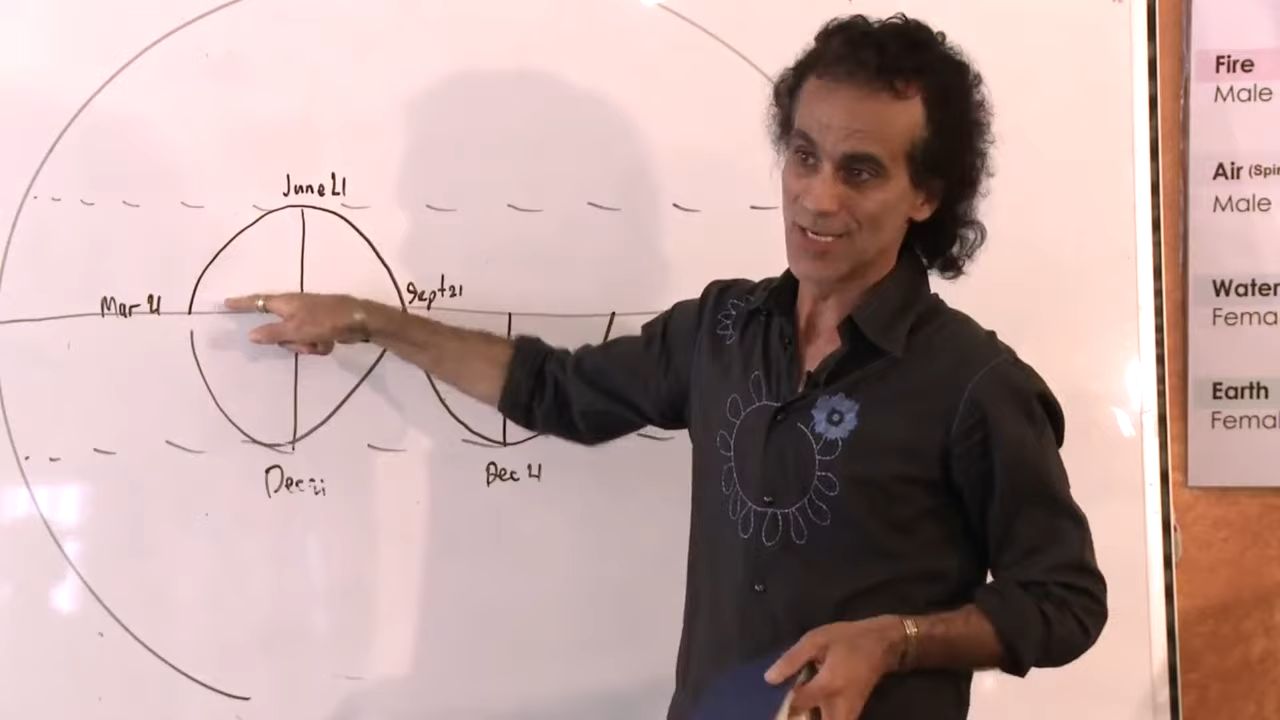 June 21
Mar 21
Sept 21
Dec 21
Dec 21
Fire
Male
Air
Male
Water
Earth